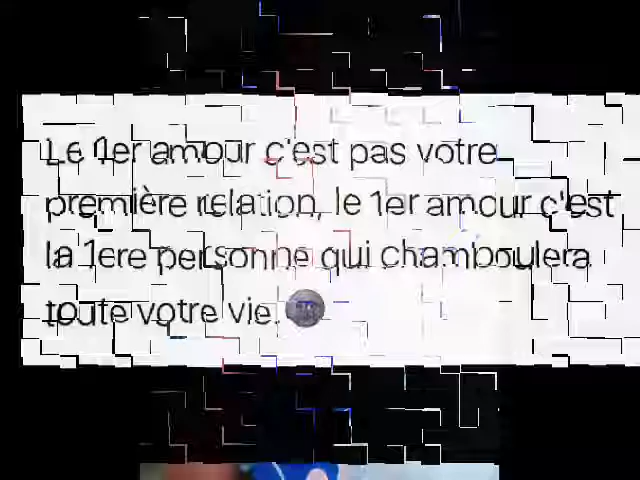 Le 1er amour c'est pas votre
première relation, le 1er amour c'est
la 1ere personne qui chamboulera
toute votre vie.